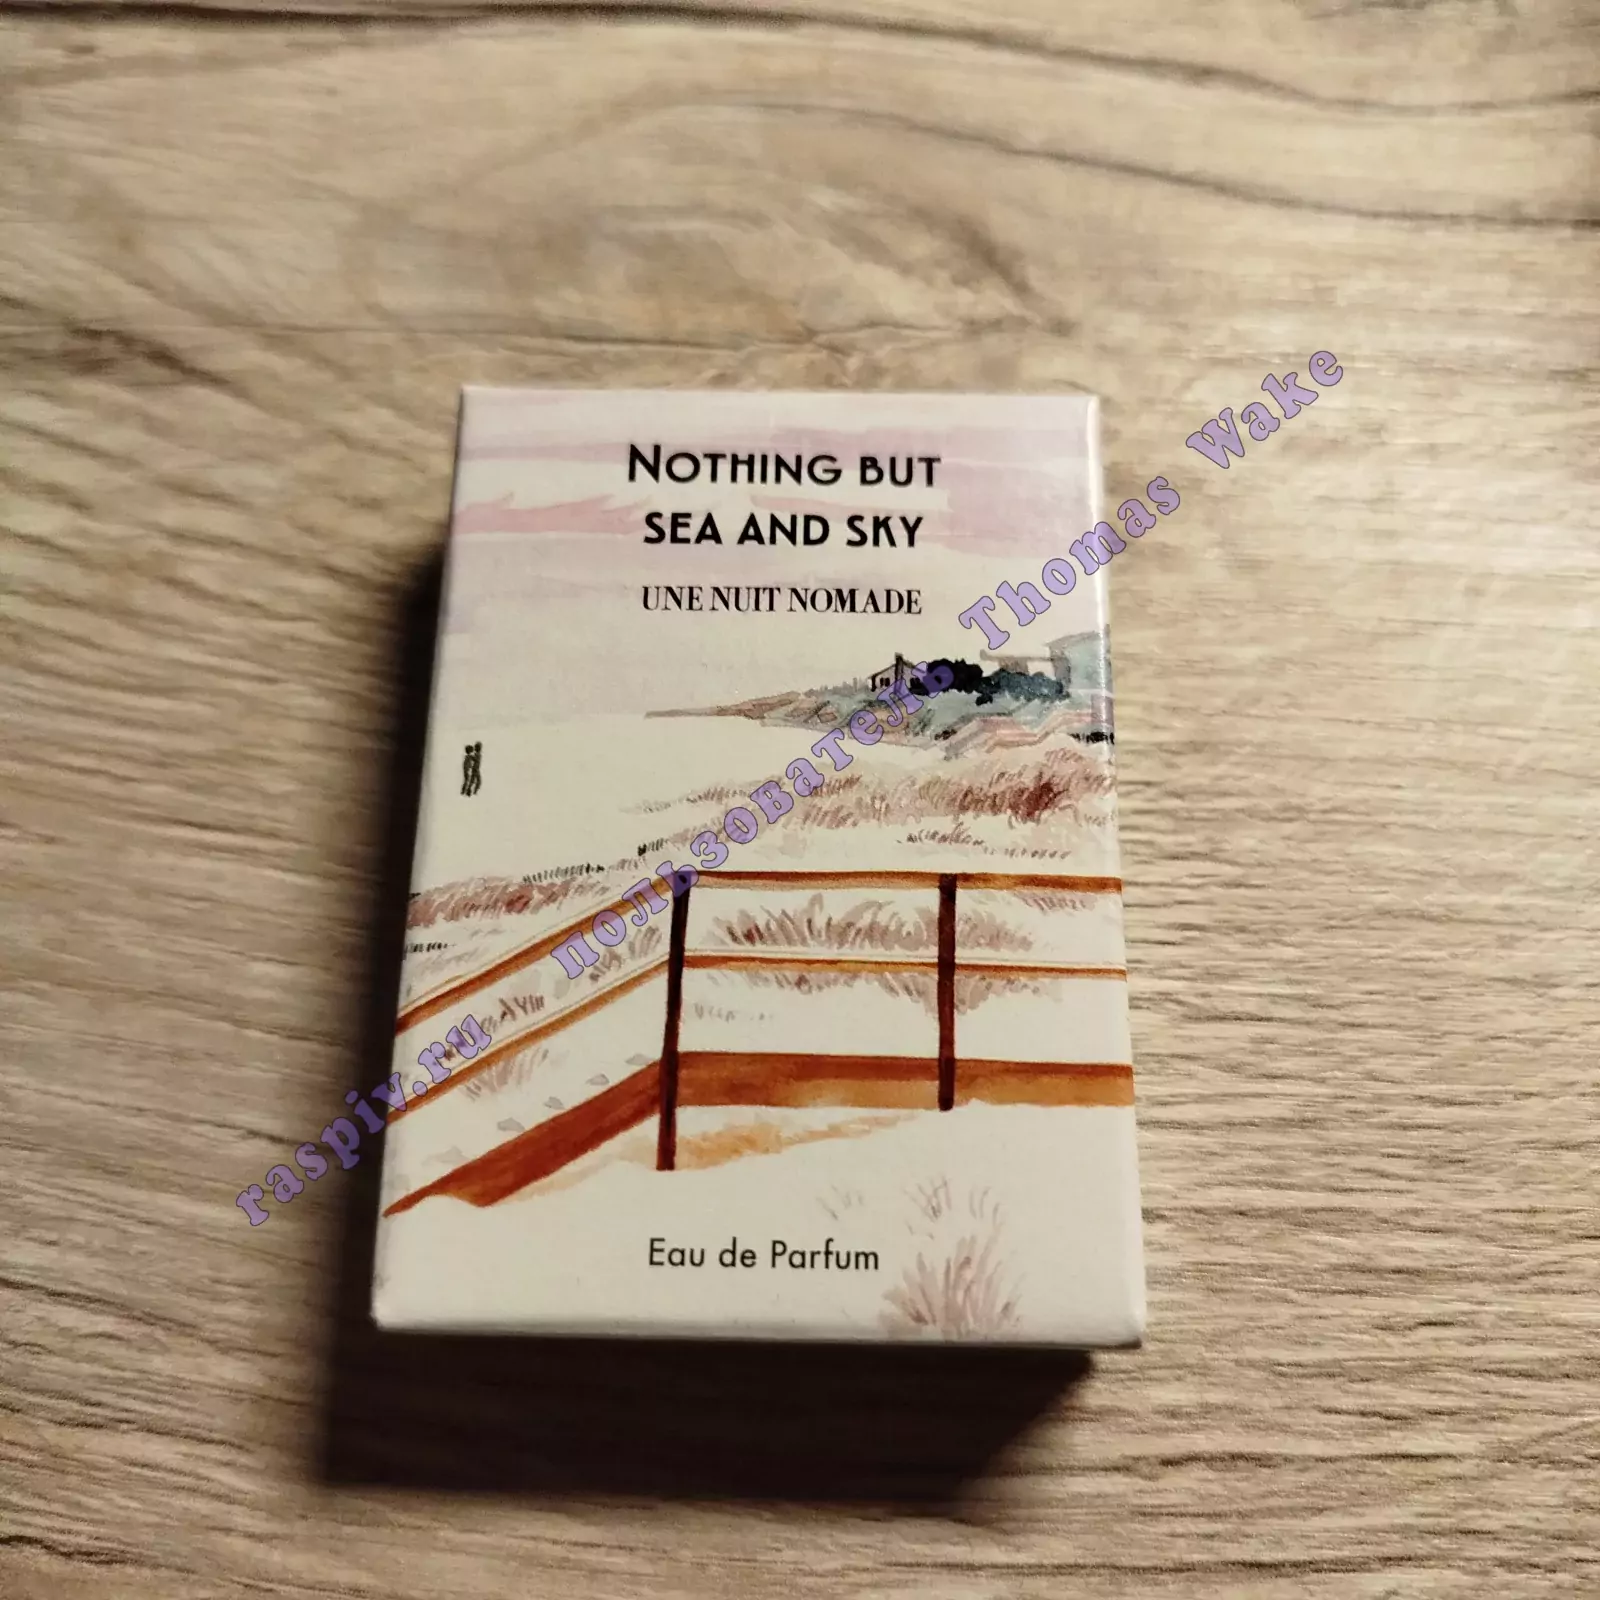 NOTHING BUT
SEA AND SKY
UNE NUIT NOMADE
Eau de Parfum
raspiv.ru пользователь Thomas Wake